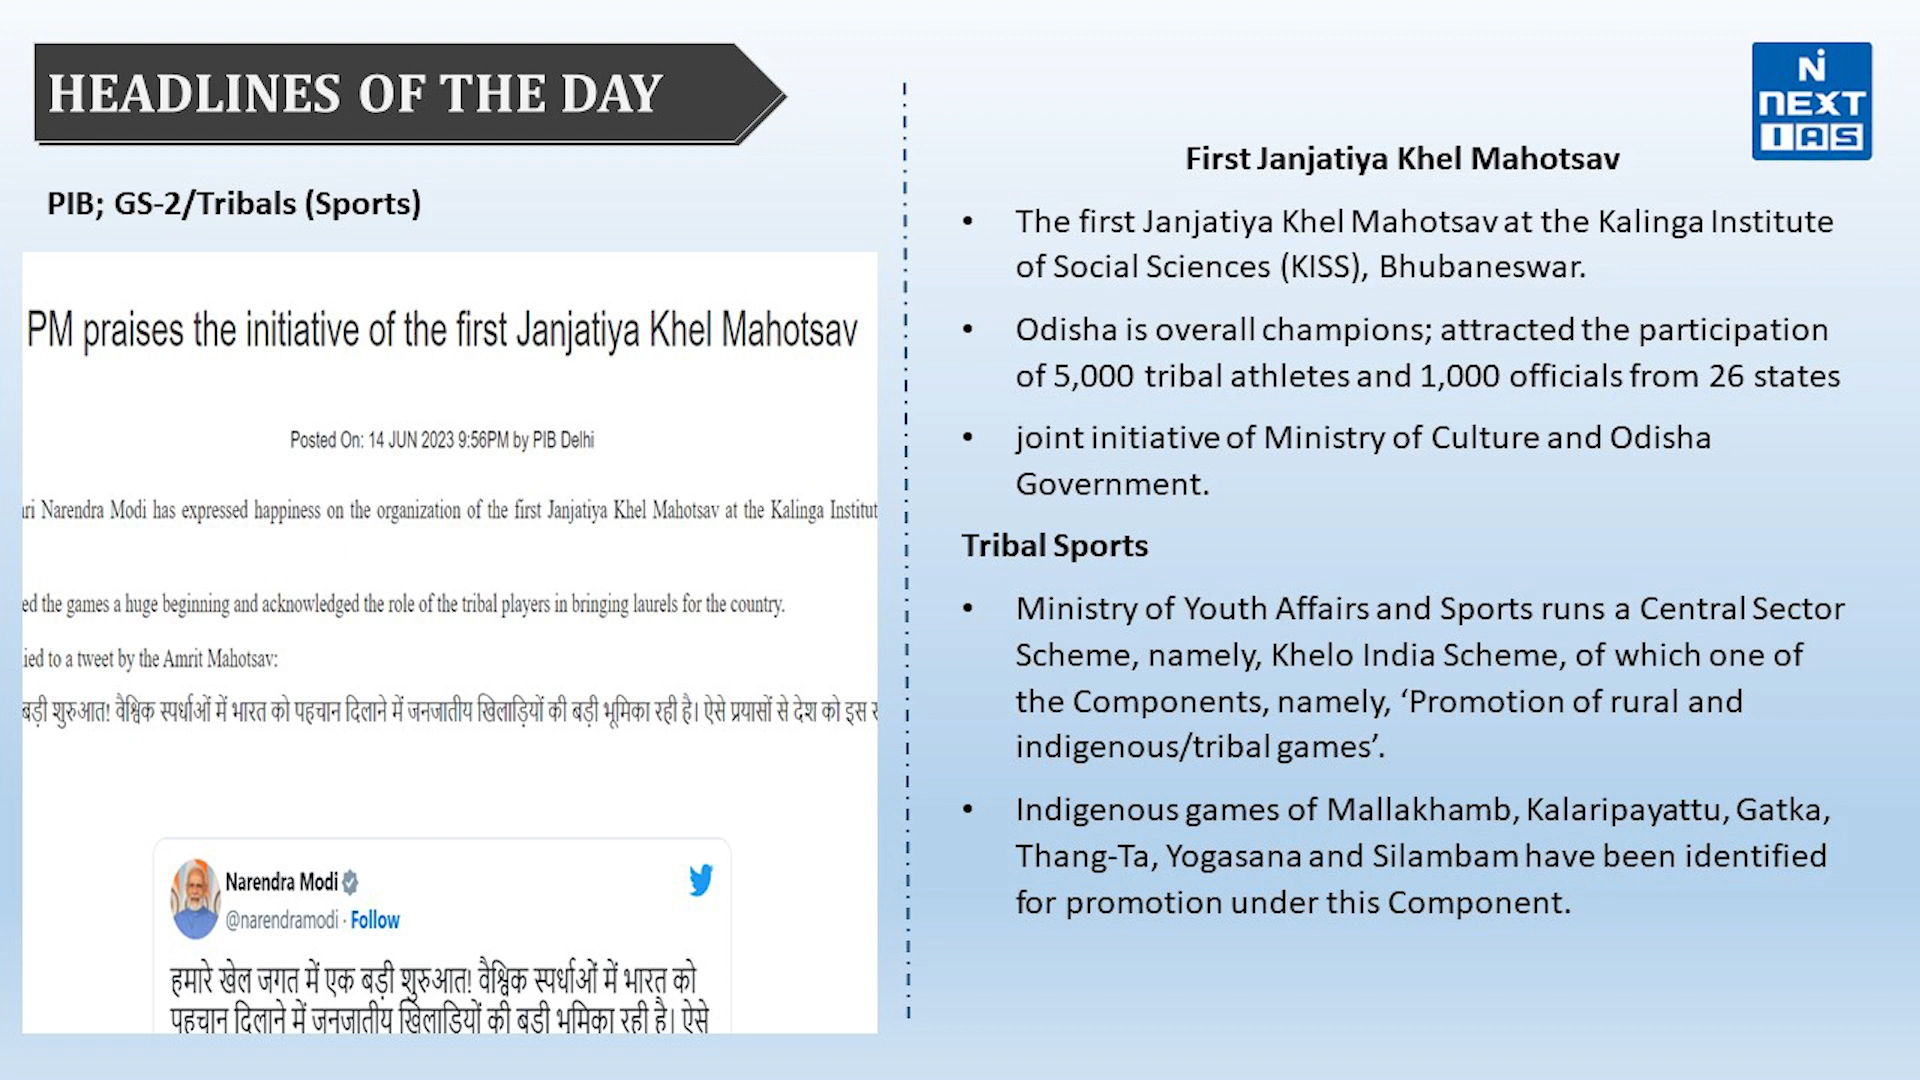 HEADLINES OF THE DAY
PIB; GS-2/Tribals (Sports)
PM praises the initiative of the first Janjatiya Khel Mahotsav
Posted On: 14 JUN 2023 9:56PM by PIB Delhi
ri Narendra Modi has expressed happiness on the organization of the first Janjatiya Khel Mahotsav at the Kalinga Institut
ed the games a huge beginning and acknowledged the role of the tribal players in bringing laurels for the country.
ied to a tweet by the Amrit Mahotsav:
बड़ी शुरुआत! वैश्विक स्पर्धाओं में भारत को पहचान दिलाने में जनजातीय खिलाड़ियों की बड़ी भूमिका रही है। ऐसे प्रयासों से देश को इस
Narendra Modi
@narendramodi · Follow
हमारे खेल जगत में एक बड़ी शुरुआत! वैश्विक स्पर्धाओं में भारत को
पहचान दिलाने में जनजातीय खिलाड़ियों की बड़ी भूमिका रही है। ऐसे
NEXT
IAS
First Janjatiya Khel Mahotsav
• The first Janjatiya Khel Mahotsav at the Kalinga Institute
of Social Sciences (KISS), Bhubaneswar.
• Odisha is overall champions; attracted the participation
of 5,000 tribal athletes and 1,000 officials from 26 states
• joint initiative of Ministry of Culture and Odisha
Government.
Tribal Sports
• Ministry of Youth Affairs and Sports runs a Central Sector
Scheme, namely, Khelo India Scheme, of which one of
the Components, namely, ‘Promotion of rural and
indigenous/tribal games’.
• Indigenous games of Mallakhamb, Kalaripayattu, Gatka,
Thang-Ta, Yogasana and Silambam have been identified
for promotion under this Component.